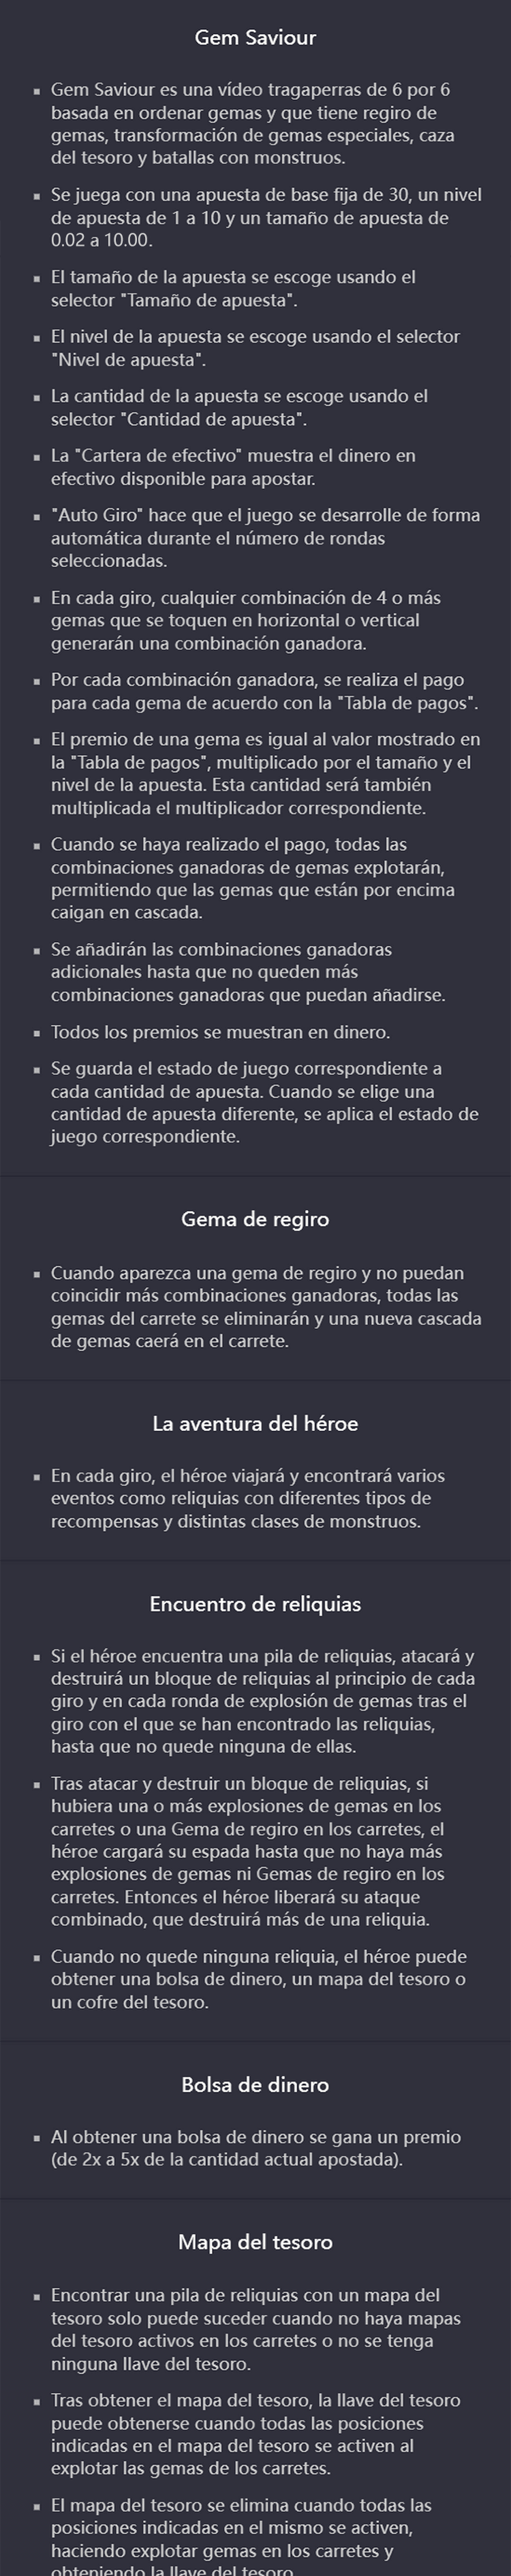 Gem Saviour
▪ Gem Saviour es una vídeo tragaperras de 6 por 6
basada en ordenar gemas y que tiene regiro de
gemas, transformación de gemas especiales, caza
del tesoro y batallas con monstruos.
▪ Se juega con una apuesta de base fija de 30, un nivel
de apuesta de 1 a 10 y un tamaño de apuesta de
0.02 a 10.00.
▪ El tamaño de la apuesta se escoge usando el
selector "Tamaño de apuesta".
▪ El nivel de la apuesta se escoge usando el selector
"Nivel de apuesta".
▪ La cantidad de la apuesta se escoge usando el
selector "Cantidad de apuesta".
▪ La "Cartera de efectivo" muestra el dinero en
efectivo disponible para apostar.
▪ "Auto Giro" hace que el juego se desarrolle de forma
automática durante el número de rondas
seleccionadas.
▪ En cada giro, cualquier combinación de 4 o más
gemas que se toquen en horizontal o vertical
generarán una combinación ganadora.
▪ Por cada combinación ganadora, se realiza el pago
para cada gema de acuerdo con la "Tabla de pagos".
▪ El premio de una gema es igual al valor mostrado en
la "Tabla de pagos", multiplicado por el tamaño y el
nivel de la apuesta. Esta cantidad será también
multiplicada el multiplicador correspondiente.
▪ Cuando se haya realizado el pago, todas las
combinaciones ganadoras de gemas explotarán,
permitiendo que las gemas que están por encima
caigan en cascada.
▪ Se añadirán las combinaciones ganadoras
adicionales hasta que no queden más
combinaciones ganadoras que puedan añadirse.
▪ Todos los premios se muestran en dinero.
▪ Se guarda el estado de juego correspondiente a
cada cantidad de apuesta. Cuando se elige una
cantidad de apuesta diferente, se aplica el estado de
juego correspondiente.
Gema de regiro
▪ Cuando aparezca una gema de regiro y no puedan
coincidir más combinaciones ganadoras, todas las
gemas del carrete se eliminarán y una nueva cascada
de gemas caerá en el carrete.
La aventura del héroe
▪ En cada giro, el héroe viajará y encontrará varios
eventos como reliquias con diferentes tipos de
recompensas y distintas clases de monstruos.
Encuentro de reliquias
▪ Si el héroe encuentra una pila de reliquias, atacará y
destruirá un bloque de reliquias al principio de cada
giro y en cada ronda de explosión de gemas tras el
giro con el que se han encontrado las reliquias,
hasta que no quede ninguna de ellas.
▪ Tras atacar y destruir un bloque de reliquias, si
hubiera una o más explosiones de gemas en los
carretes o una Gema de regiro en los carretes, el
héroe cargará su espada hasta que no haya más
explosiones de gemas ni Gemas de regiro en los
carretes. Entonces el héroe liberará su ataque
combinado, que destruirá más de una reliquia.
▪ Cuando no quede ninguna reliquia, el héroe puede
obtener una bolsa de dinero, un mapa del tesoro o
un cofre del tesoro.
Bolsa de dinero
▪ Al obtener una bolsa de dinero se gana un premio
(de 2x a 5x de la cantidad actual apostada).
Mapa del tesoro
▪ Encontrar una pila de reliquias con un mapa del
tesoro solo puede suceder cuando no haya mapas
del tesoro activos en los carretes o no se tenga
ninguna llave del tesoro.
▪ Tras obtener el mapa del tesoro, la llave del tesoro
puede obtenerse cuando todas las posiciones
indicadas en el mapa del tesoro se activen al
explotar las gemas de los carretes.
▪ El mapa del tesoro se elimina cuando todas las
posiciones indicadas en el mismo se activen,
haciendo explotar gemas en los carretes y
obteniendo la llave del tesoro.